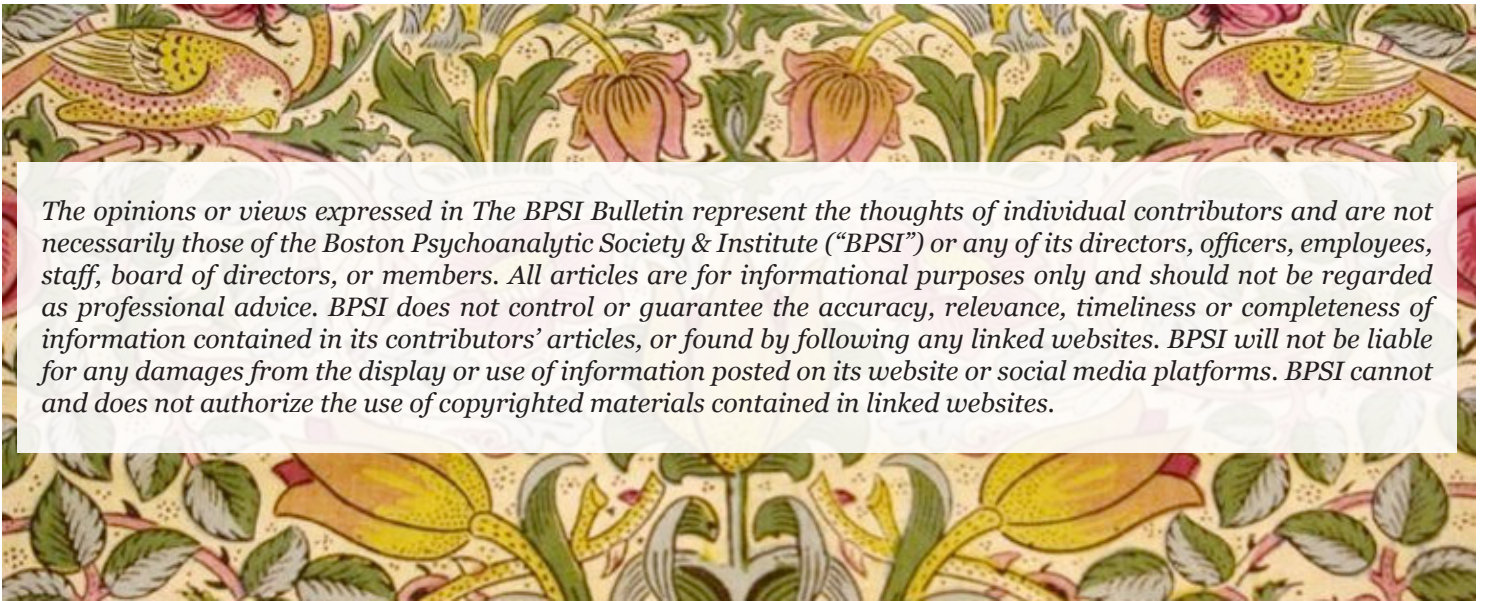 The opinions or views expressed in The BPSI Bulletin represent the thoughts of individual contributors and are not
necessarily those of the Boston Psychoanalytic Society & Institute (“BPSI”) or any of its directors, officers, employees,
staff, board of directors, or members. All articles are for informational purposes only and should not be regarded
as professional advice. BPSI does not control or guarantee the accuracy, relevance, timeliness or completeness of
information contained in its contributors’ articles, or found by following any linked websites. BPSI will not be liable
for any damages from the display or use of information posted on its website or social media platforms. BPSI cannot
and does not authorize the use of copyrighted materials contained in linked websites.